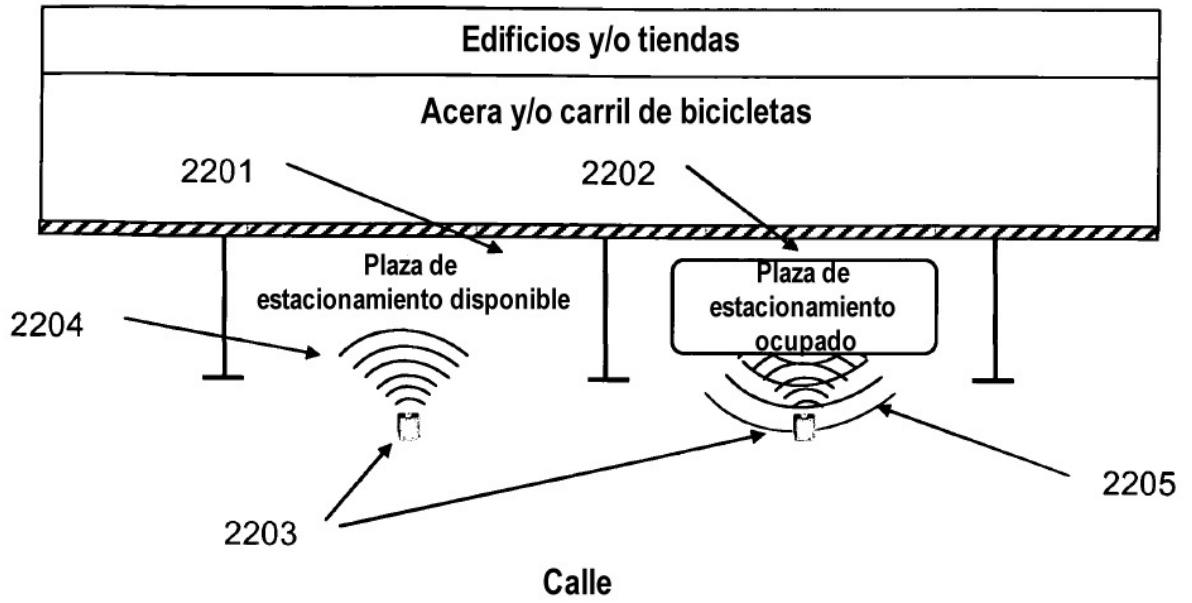 Edificios y/o tiendas
Acera y/o carril de bicicletas
2201
2202
Plaza de
estacionamiento disponible
Plaza de
estacionamiento
ocupado
2204
2205
2203
Calle